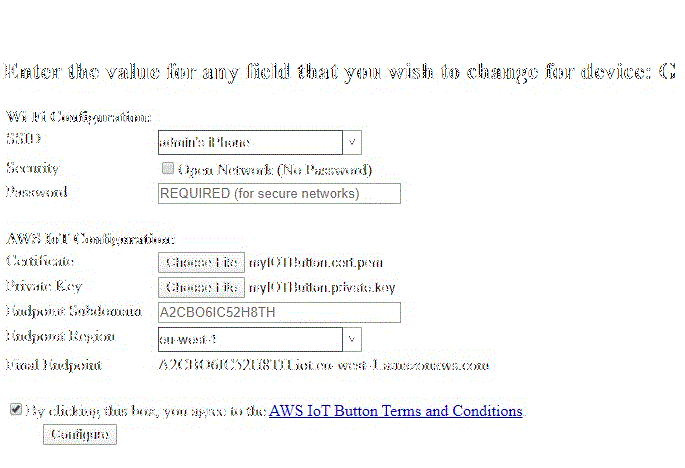 Enter the value for any field that you wish to change for device: G
Wi-Fi Configuration:
SSID admin's iPhone
Security Open Network (No Password)
Password REQUIRED (for secure networks)
AWS IoT Configuration:
Certificate Choose File myIOTButton.cert.pem
Private Key Choose File myIOTButton.private.key
Endpoint Subdomain A2CBO6IC52H8TH
Endpoint Region eu-west-1
Final Endpoint A2CBO6IC52H8TH.iot.eu-west-1.amazonaws.com
By clicking this box, you agree to the AWS IoT Button Terms and Conditions
Configure